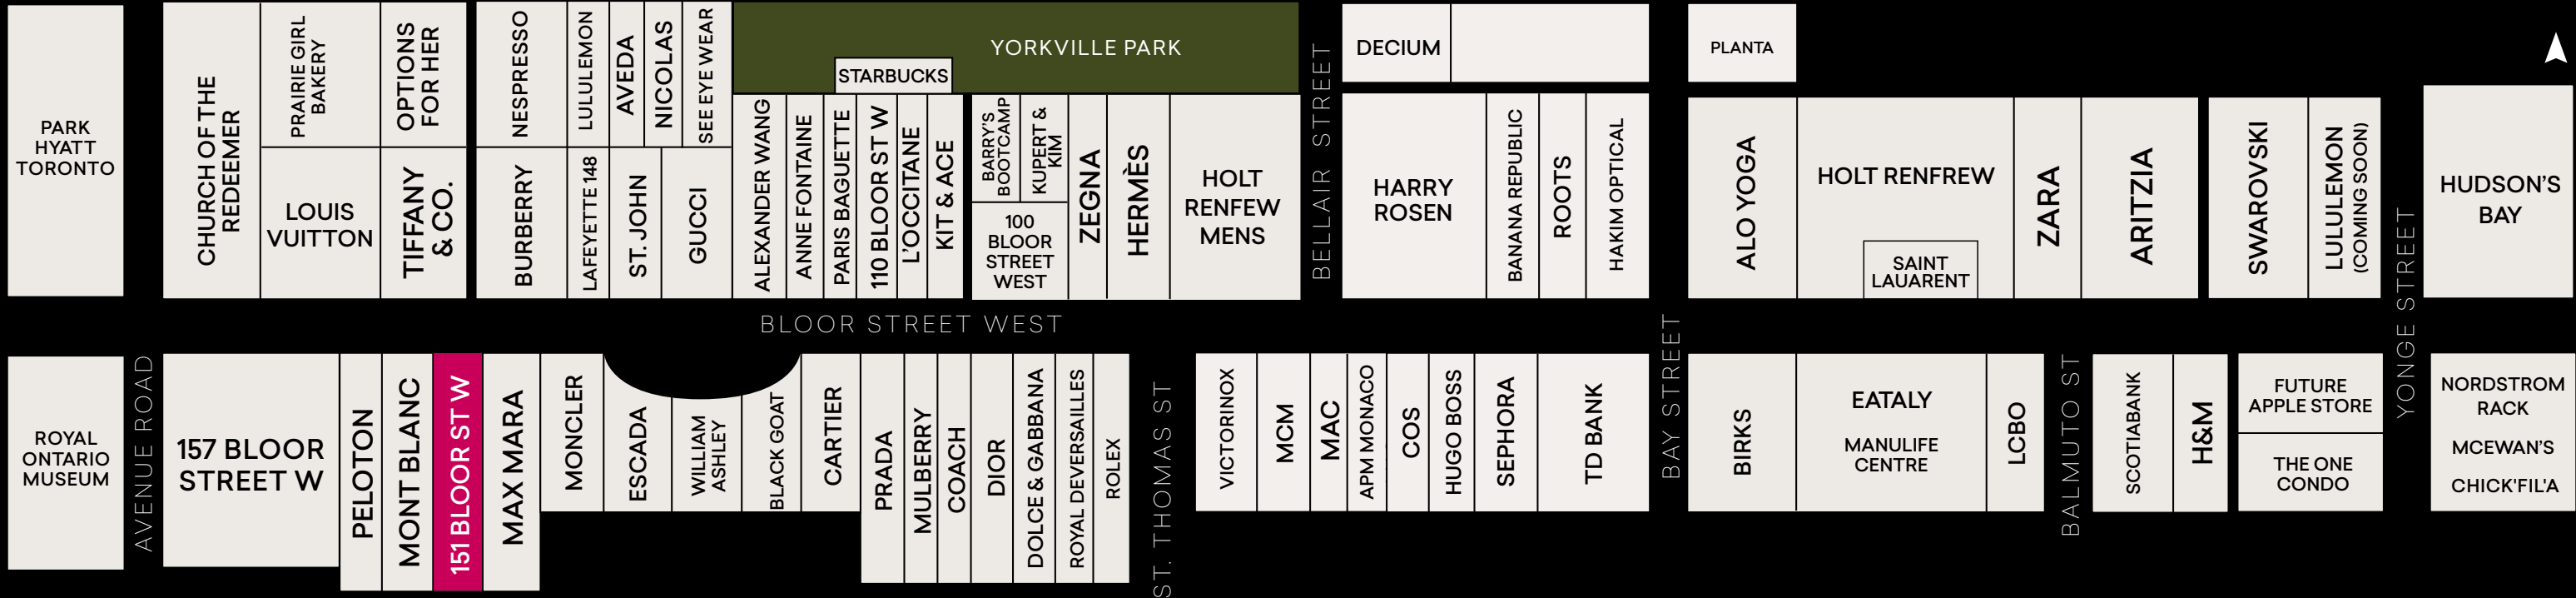 PARK
HYATT
TORONTO
CHURCH OF THE
REDEEMER
PRAIRIE GIRL
BAKERY
OPTIONS
FOR HER
LOUIS
VUITTON
TIFFANY
& CO.
NESPRESSO
LULULEMON
AVEDA
NICOLAS
SEE EYE WEAR
BURBERRY
LAFEYETTE 148
ST. JOHN
GUCCI
YORKVILLE PARK
STARBUCKS
ALEXANDER WANG
ANNE FONTAINE
PARIS BAGUETTE
110 BLOOR ST W
L'OCCITANE
KIT & ACE
BARRY'S
BOOTCAMP
KUPERT &
KIM
100
BLOOR
STREET
WEST
ZEGNA
HERMÈS
HOLT
RENFEW
MENS
BELLAIR STREET
DECIUM
HARRY
ROSEN
BANANA REPUBLIC
ROOTS
HAKIM OPTICAL
PLANTA
ALO YOGA
HOLT RENFREW
SAINT
LAUARENT
ZARA
ARITZIA
SWAROVSKI
LULULEMON
(COMING SOON)
YONGE STREET
HUDSON'S
BAY
BLOOR STREET WEST
ROYAL
ONTARIO
MUSEUM
AVENUE ROAD
157 BLOOR
STREET W
PELOTON
MONT BLANC
151 BLOOR ST W
MAX MARA
MONCLER
ESCADA
WILLIAM
ASHLEY
BLACK GOAT
CARTIER
PRADA
MULBERRY
COACH
DIOR
DOLCE & GABBANA
ROYAL DEVERSAILLES
ROLEX
ST. THOMAS ST
VICTORINOX
MCM
MAC
APM MONACO
COS
HUGO BOSS
SEPHORA
TD BANK
BAY STREET
BIRKS
EATALY
MANULIFE
CENTRE
LCBO
BALMUTO ST
SCOTIABANK
H&M
FUTURE
APPLE STORE
THE ONE
CONDO
NORDSTROM
RACK
MCEWAN'S
CHICK'FIL'A